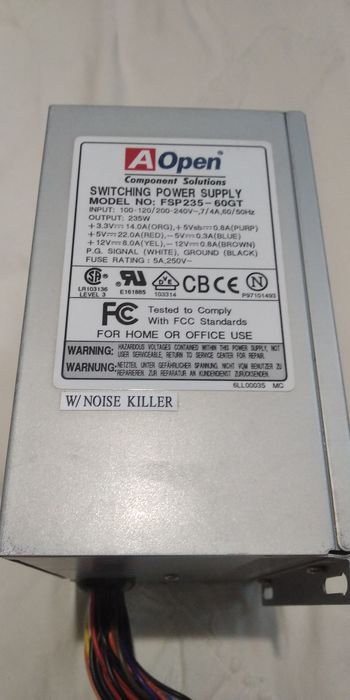 AOpen
Component Solutions
SWITCHING POWER SUPPLY
MODEL NO: FSP235-60GT
INPUT: 100-120/200-240V~,7/4A,60/50Hz
OUTPUT: 235W
+3.3V⎓14.0A(ORG),+5Vsb⎓0.8A(PURP)
+5V⎓22.0A(RED),-5V⎓0.3A(BLUE)
+12V⎓8.0A(YEL),-12V⎓0.8A(BROWN)
P.G. SIGNAL (WHITE), GROUND (BLACK)
FUSE RATING: 5A,250V~
LR103136
LEVEL 3
E161885
103314
CB CE N
P97101493
FC Tested to Comply
With FCC Standards
FOR HOME OR OFFICE USE
WARNING: HAZARDOUS VOLTAGES CONTAINED WITHIN THIS POWER SUPPLY, NOT
USER SERVICEABLE, RETURN TO SERVICE CENTER FOR REPAIR.
WARNUNG: NETZTEIL UNTER GEFÄHRLICHER SPANNUNG. NICHT VOM BENUTZER ZU
REPARIEREN. ZUR REPARATUR AN KUNDENDIENST ZURÜCKSENDEN.
6LL00035 MC
W/ NOISE KILLER